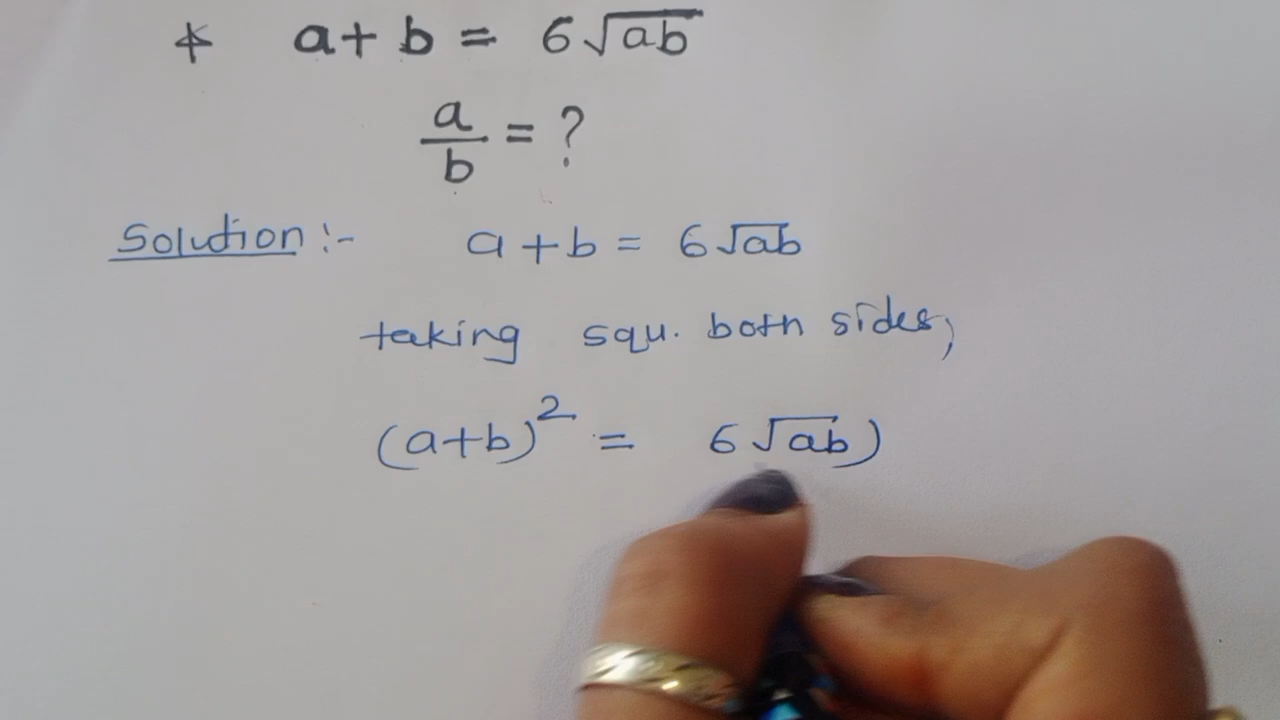 * a+b = 6√ab
a/b = ?
Solution :- a+b = 6√ab
taking squ. both sides,
(a+b)² = 6√ab)